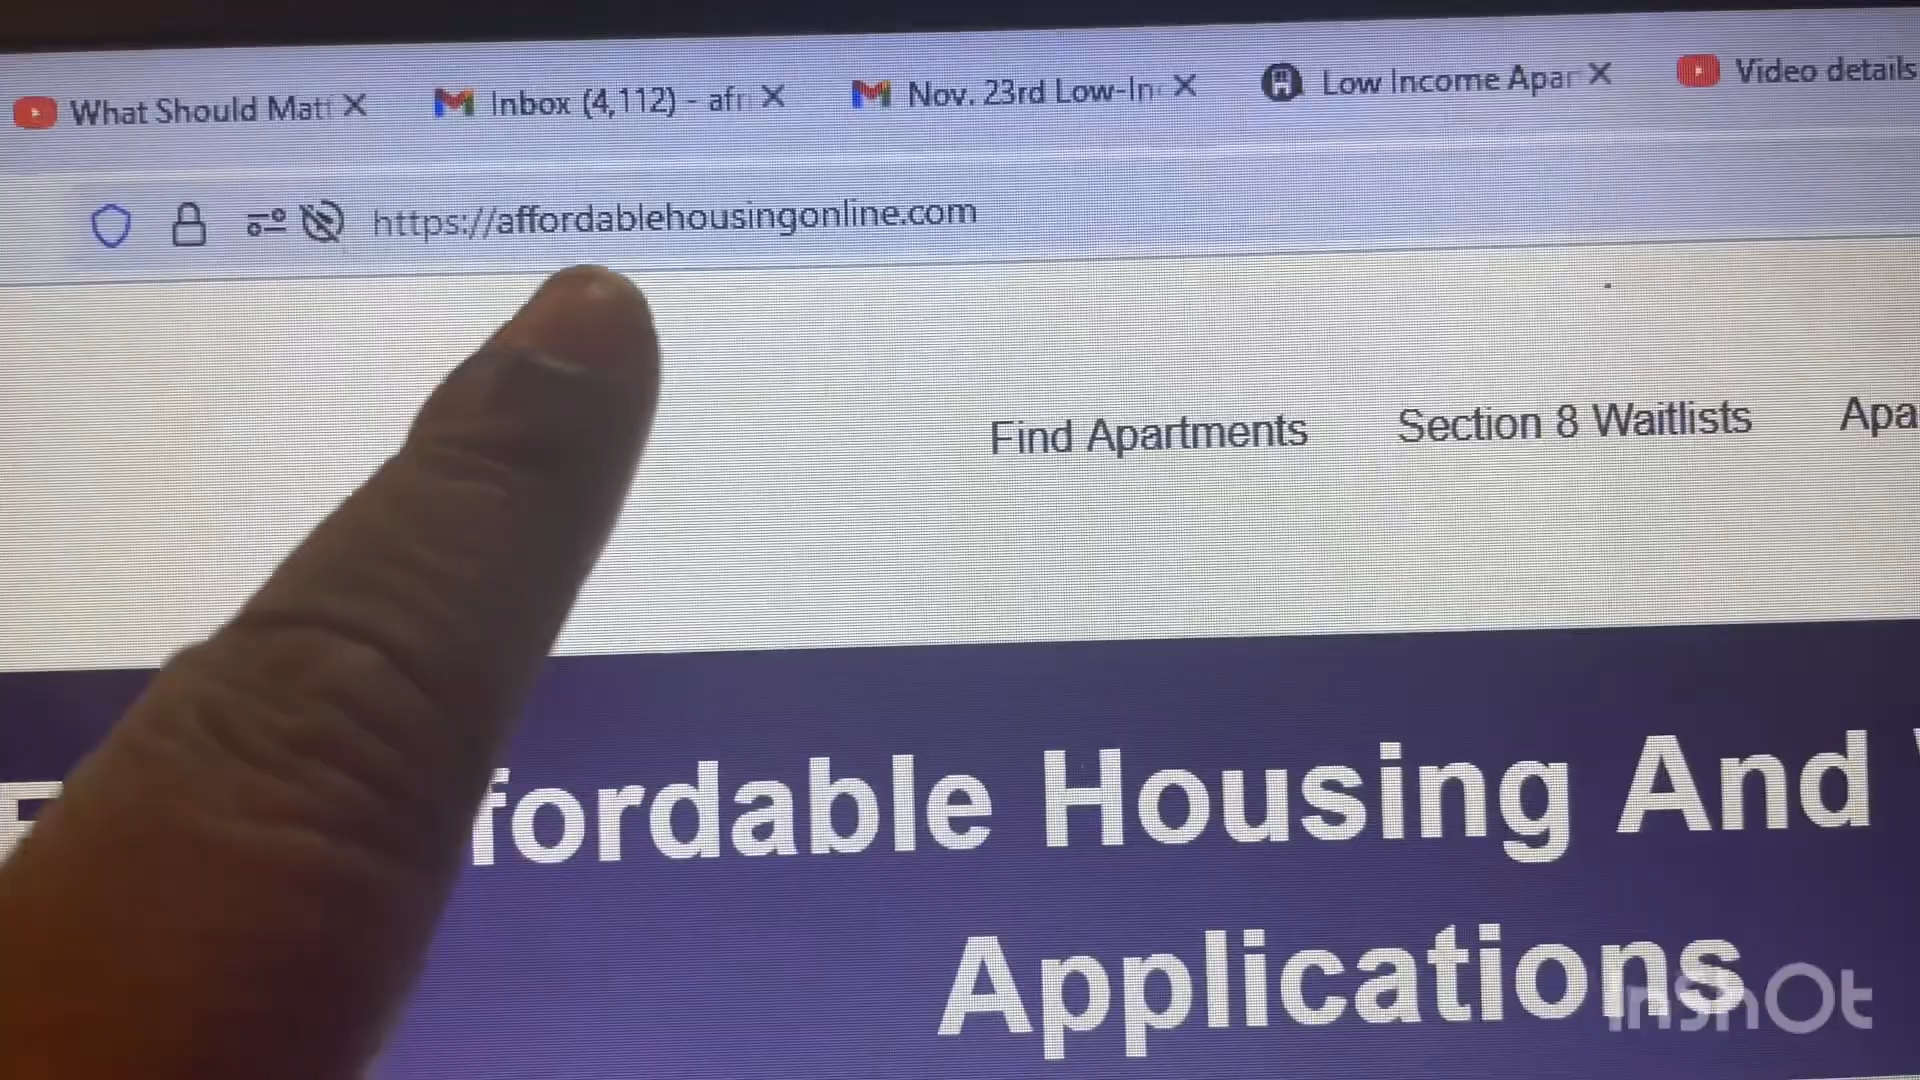 What Should Mat
Inbox (4,112) - afr
Nov. 23rd Low-In
Low Income Apar
Video details
https://affordablehousingonline.com
Find Apartments
Section 8 Waitlists
Apa
fordable Housing And
Applications
InShOt